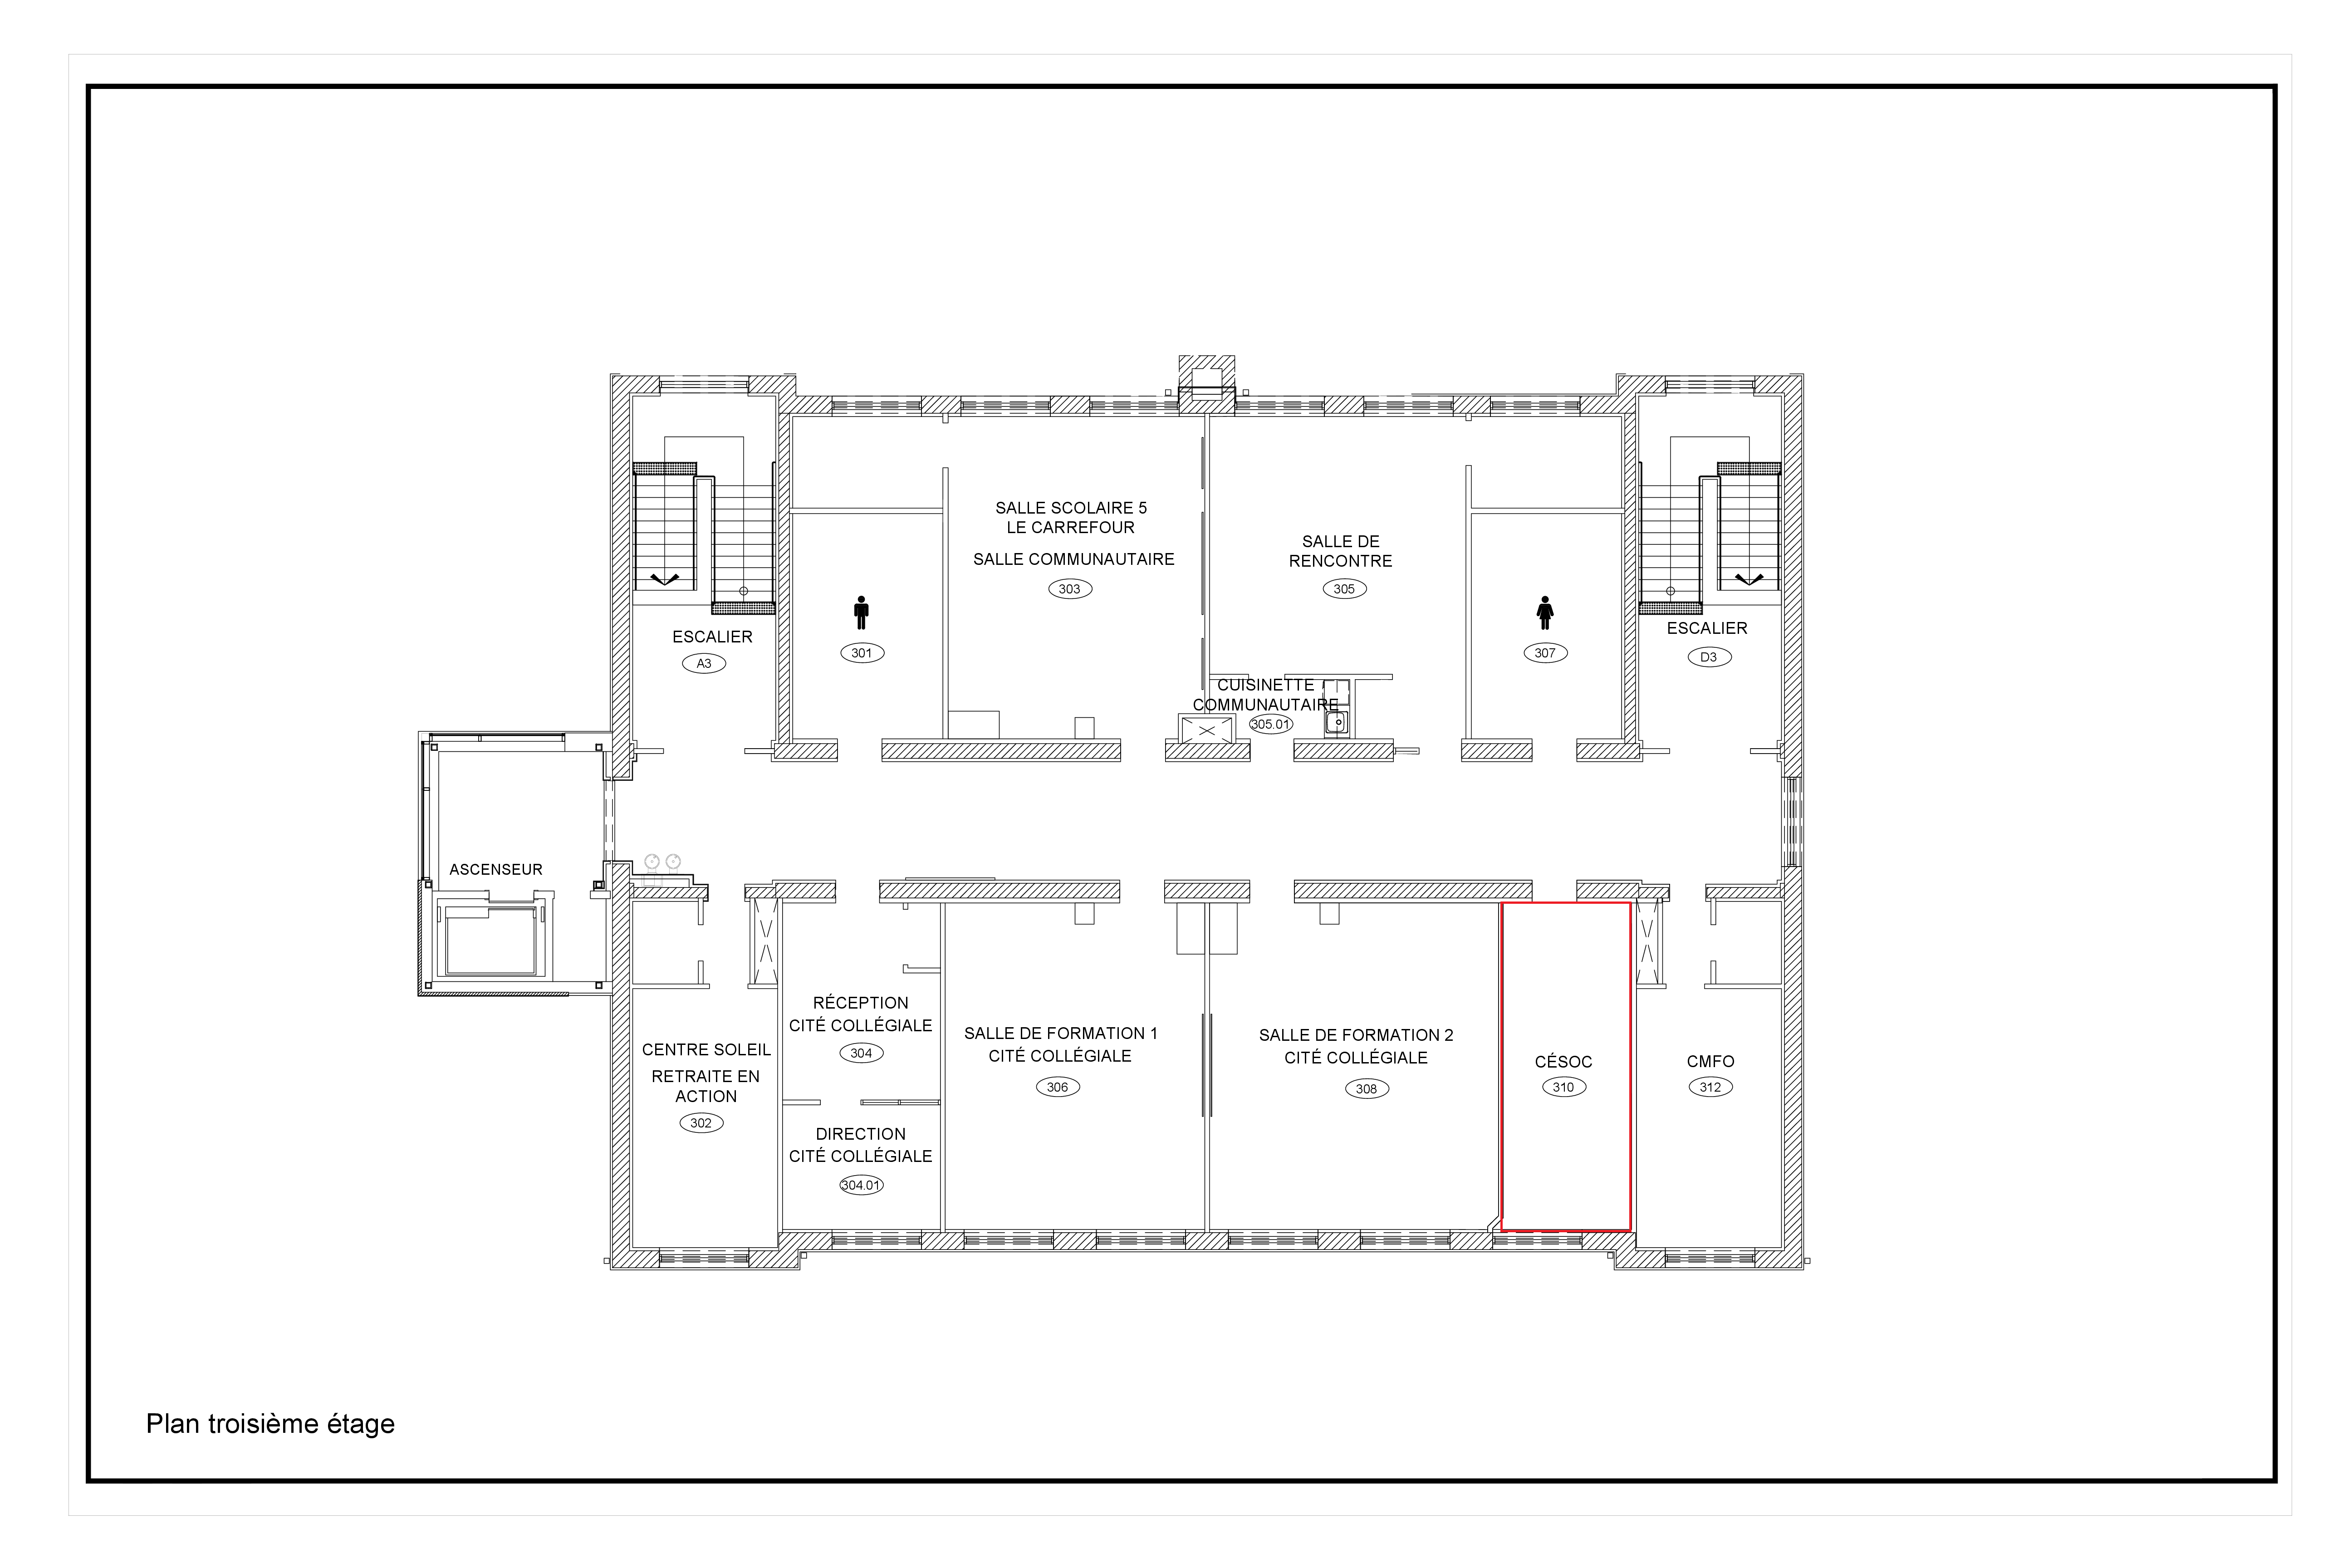 SALLE SCOLAIRE 5
LE CARREFOUR
SALLE COMMUNAUTAIRE
303
SALLE DE
RENCONTRE
305
ESCALIER
A3
301
307
ESCALIER
D3
CUISINETTE
COMMUNAUTAIRE
305.01
ASCENSEUR
CENTRE SOLEIL
RETRAITE EN
ACTION
302
RÉCEPTION
CITÉ COLLÉGIALE
304
DIRECTION
CITÉ COLLÉGIALE
304.01
SALLE DE FORMATION 1
CITÉ COLLÉGIALE
306
SALLE DE FORMATION 2
CITÉ COLLÉGIALE
308
CÉSOC
310
CMFO
312
Plan troisième étage